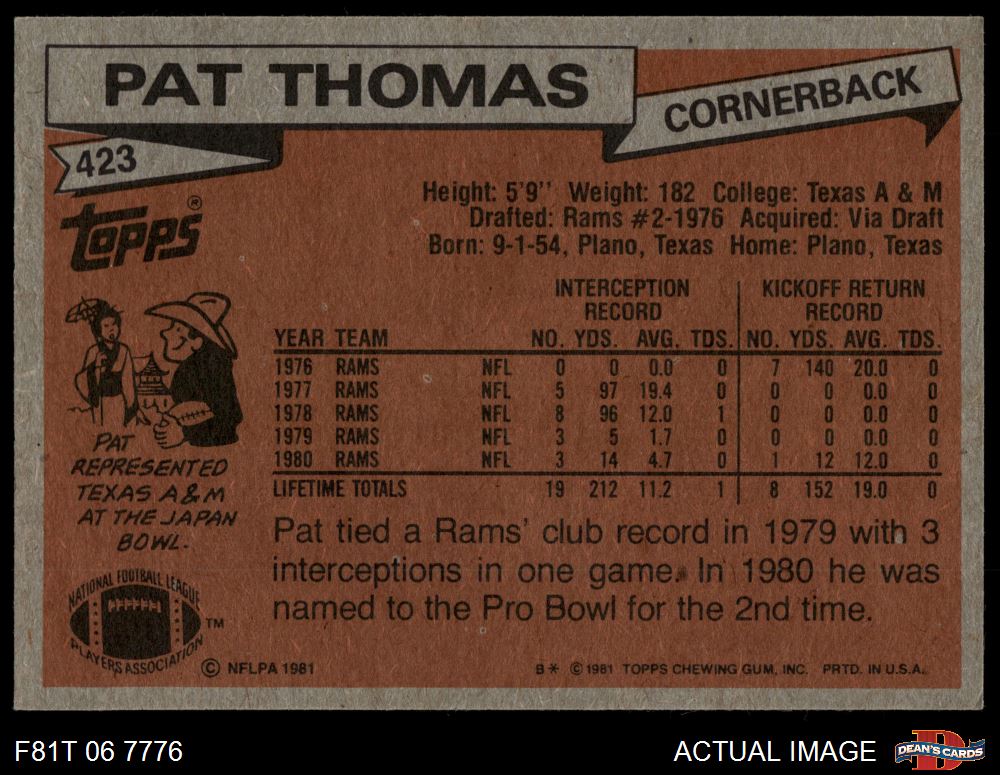 PAT THOMAS
CORNERBACK
423
TOPPS®
Height: 5'9'' Weight: 182 College: Texas A & M
Drafted: Rams #2-1976 Acquired: Via Draft
Born: 9-1-54, Plano, Texas Home: Plano, Texas
INTERCEPTION RECORD KICKOFF RETURN RECORD
YEAR TEAM NO. YDS. AVG. TDS. NO. YDS. AVG. TDS.
1976 RAMS NFL 0 0 0.0 0 7 140 20.0 0
1977 RAMS NFL 5 97 19.4 0 0 0 0.0 0
1978 RAMS NFL 8 96 12.0 1 0 0 0.0 0
1979 RAMS NFL 3 5 1.7 0 0 0 0.0 0
1980 RAMS NFL 3 14 4.7 0 1 12 12.0 0
LIFETIME TOTALS 19 212 11.2 1 8 152 19.0 0
PAT
REPRESENTED
TEXAS A & M
AT THE JAPAN
BOWL.
Pat tied a Rams' club record in 1979 with 3
interceptions in one game. In 1980 he was
named to the Pro Bowl for the 2nd time.
NATIONAL FOOTBALL LEAGUE
PLAYERS ASSOCIATION
TM
© NFLPA 1981
B* © 1981 TOPPS CHEWING GUM, INC. PRTD. IN U.S.A.
F81T 06 7776
ACTUAL IMAGE
DEAN'S CARDS